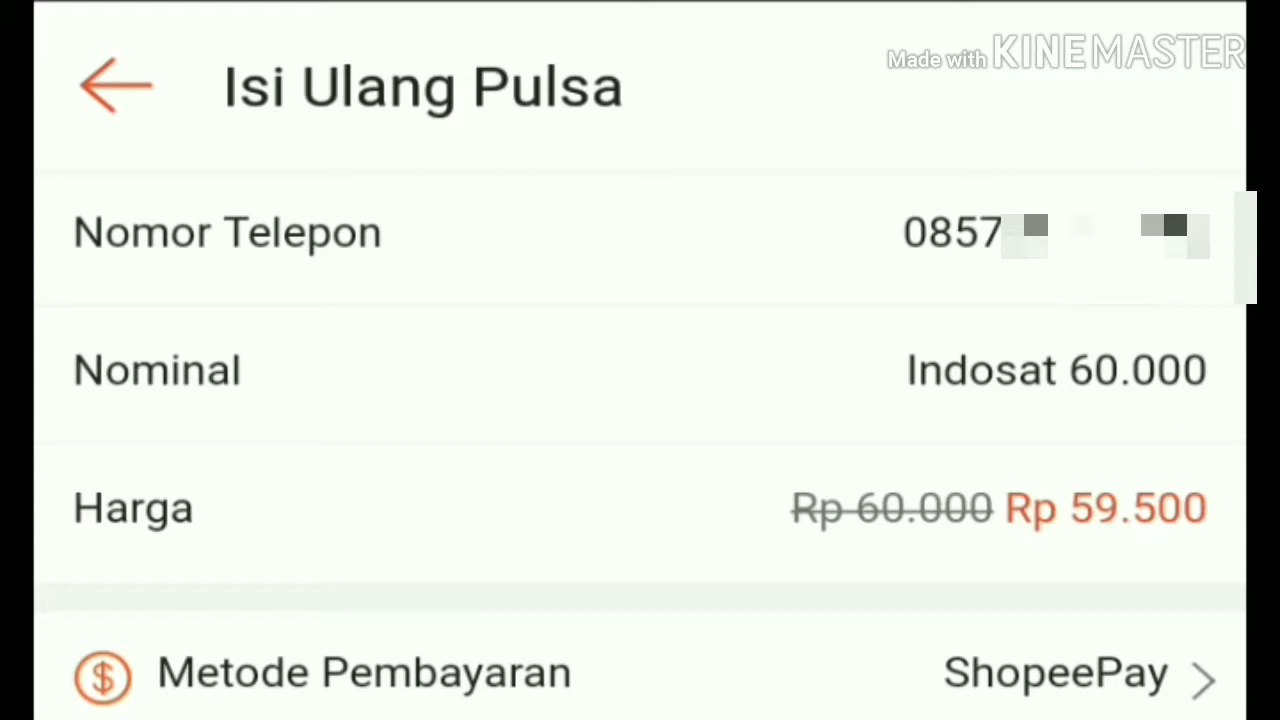 Made with KINEMASTER
Isi Ulang Pulsa
Nomor Telepon 0857
Nominal Indosat 60.000
Harga Rp 60.000 Rp 59.500
$ Metode Pembayaran ShopeePay